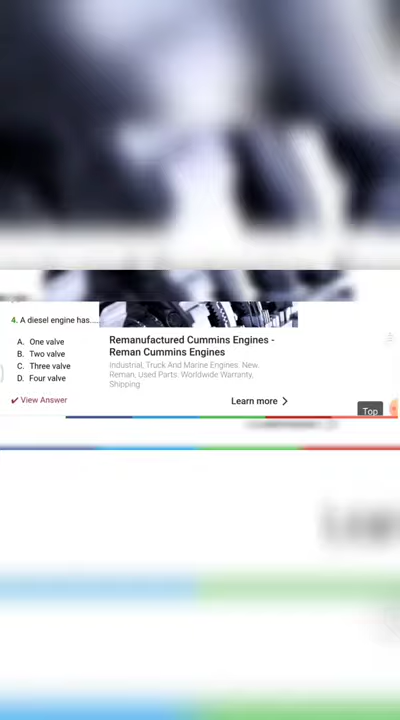 4. A diesel engine has.....
A. One valve
B. Two valve
C. Three valve
D. Four valve
✔ View Answer
Remanufactured Cummins Engines -
Reman Cummins Engines
Industrial, Truck And Marine Engines. New.
Reman, Used Parts. Worldwide Warranty,
Shipping
Learn more >
Top